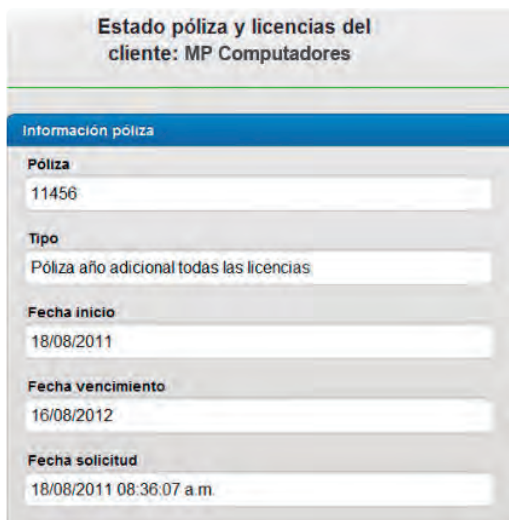 Estado póliza y licencias del
cliente: MP Computadores
Información póliza
Póliza
11456
Tipo
Póliza año adicional todas las licencias
Fecha inicio
18/08/2011
Fecha vencimiento
16/08/2012
Fecha solicitud
18/08/2011 08:36:07 a.m.